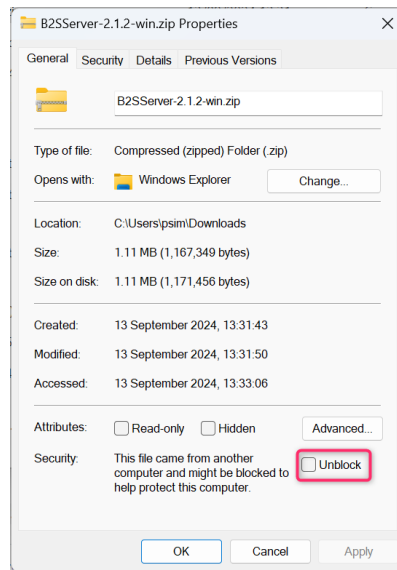 B2SServer-2.1.2-win.zip Properties
General Security Details Previous Versions
B2SServer-2.1.2-win.zip
Type of file: Compressed (zipped) Folder (.zip)
Opens with: Windows Explorer Change...
Location: C:\Users\psim\Downloads
Size: 1.11 MB (1,167,349 bytes)
Size on disk: 1.11 MB (1,171,456 bytes)
Created: 13 September 2024, 13:31:43
Modified: 13 September 2024, 13:31:50
Accessed: 13 September 2024, 13:33:06
Attributes: Read-only Hidden Advanced...
Security: This file came from another
computer and might be blocked to
help protect this computer.
Unblock
OK Cancel Apply